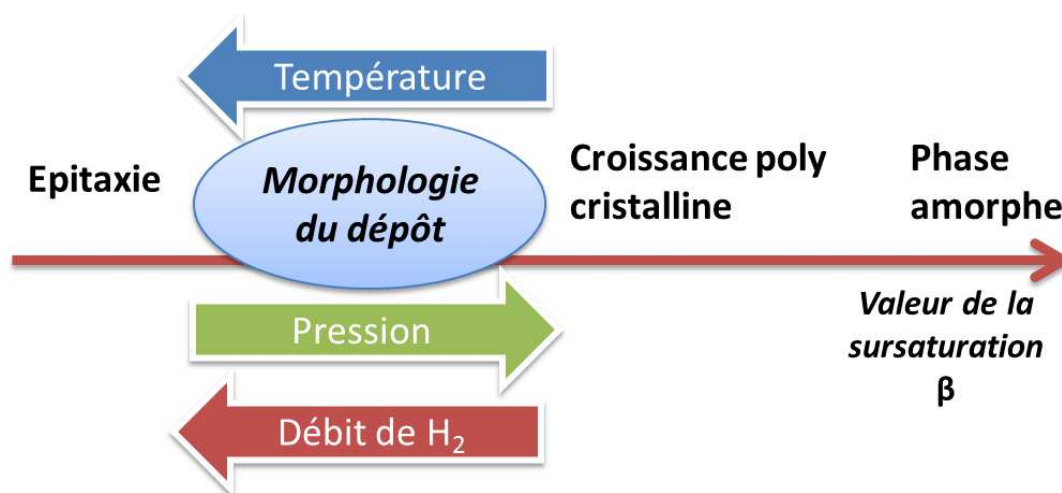 Température
Epitaxie
Morphologie
du dépôt
Croissance poly
cristalline
Phase
amorphe
Pression
Valeur de la
sursaturation
β
Débit de H₂